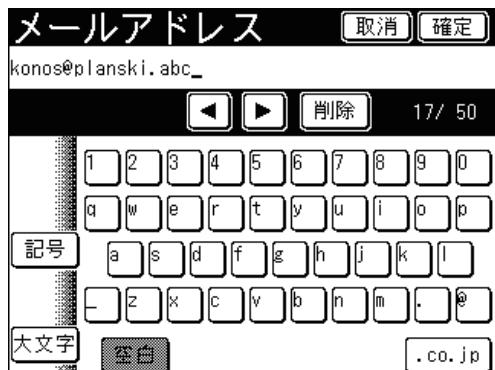 メールアドレス 取消 確定
konos@planski.abc_
◀ ▶ 削除 17/ 50
1 2 3 4 5 6 7 8 9 0
q w e r t y u i o p
記号 a s d f g h j k l
_ z x c v b n m . @
大文字 空白 .co.jp